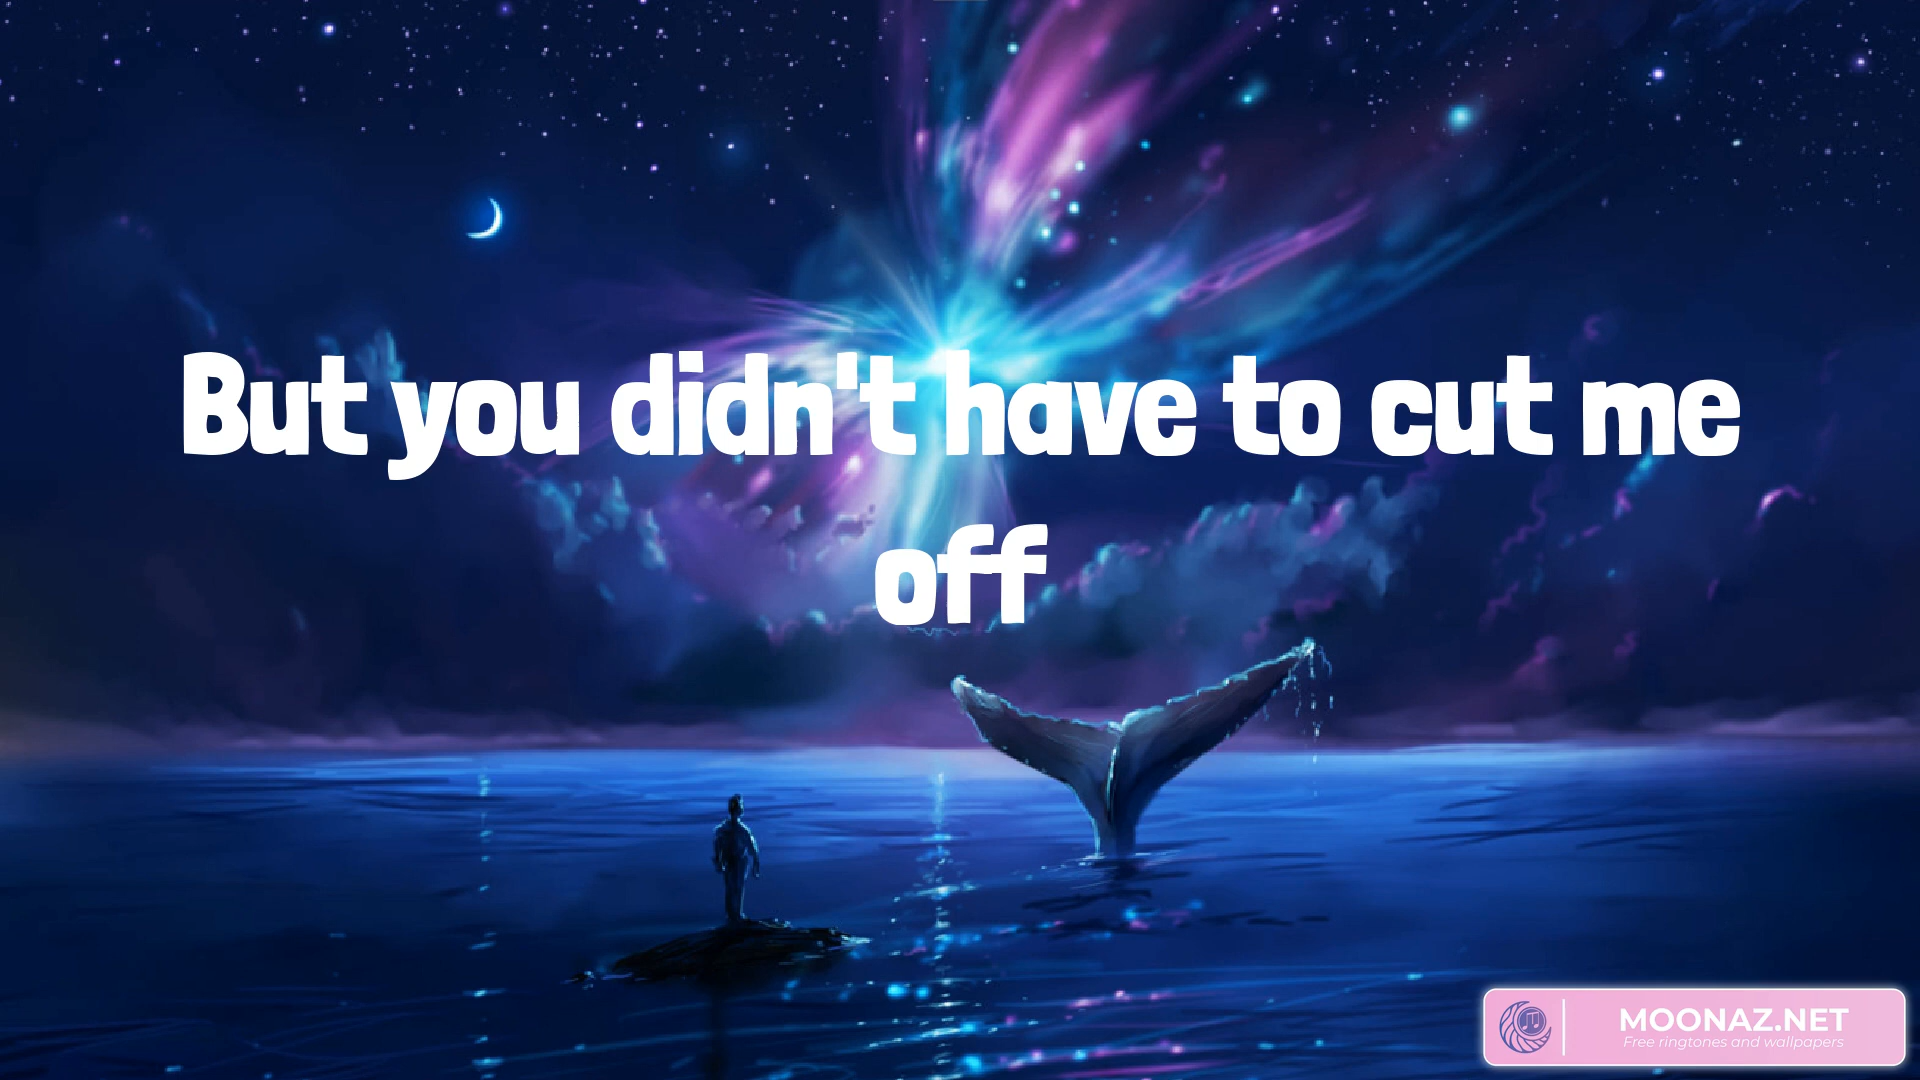 But you didn't have to cut me
off
MOONAZ.NET
Free ringtones and wallpapers